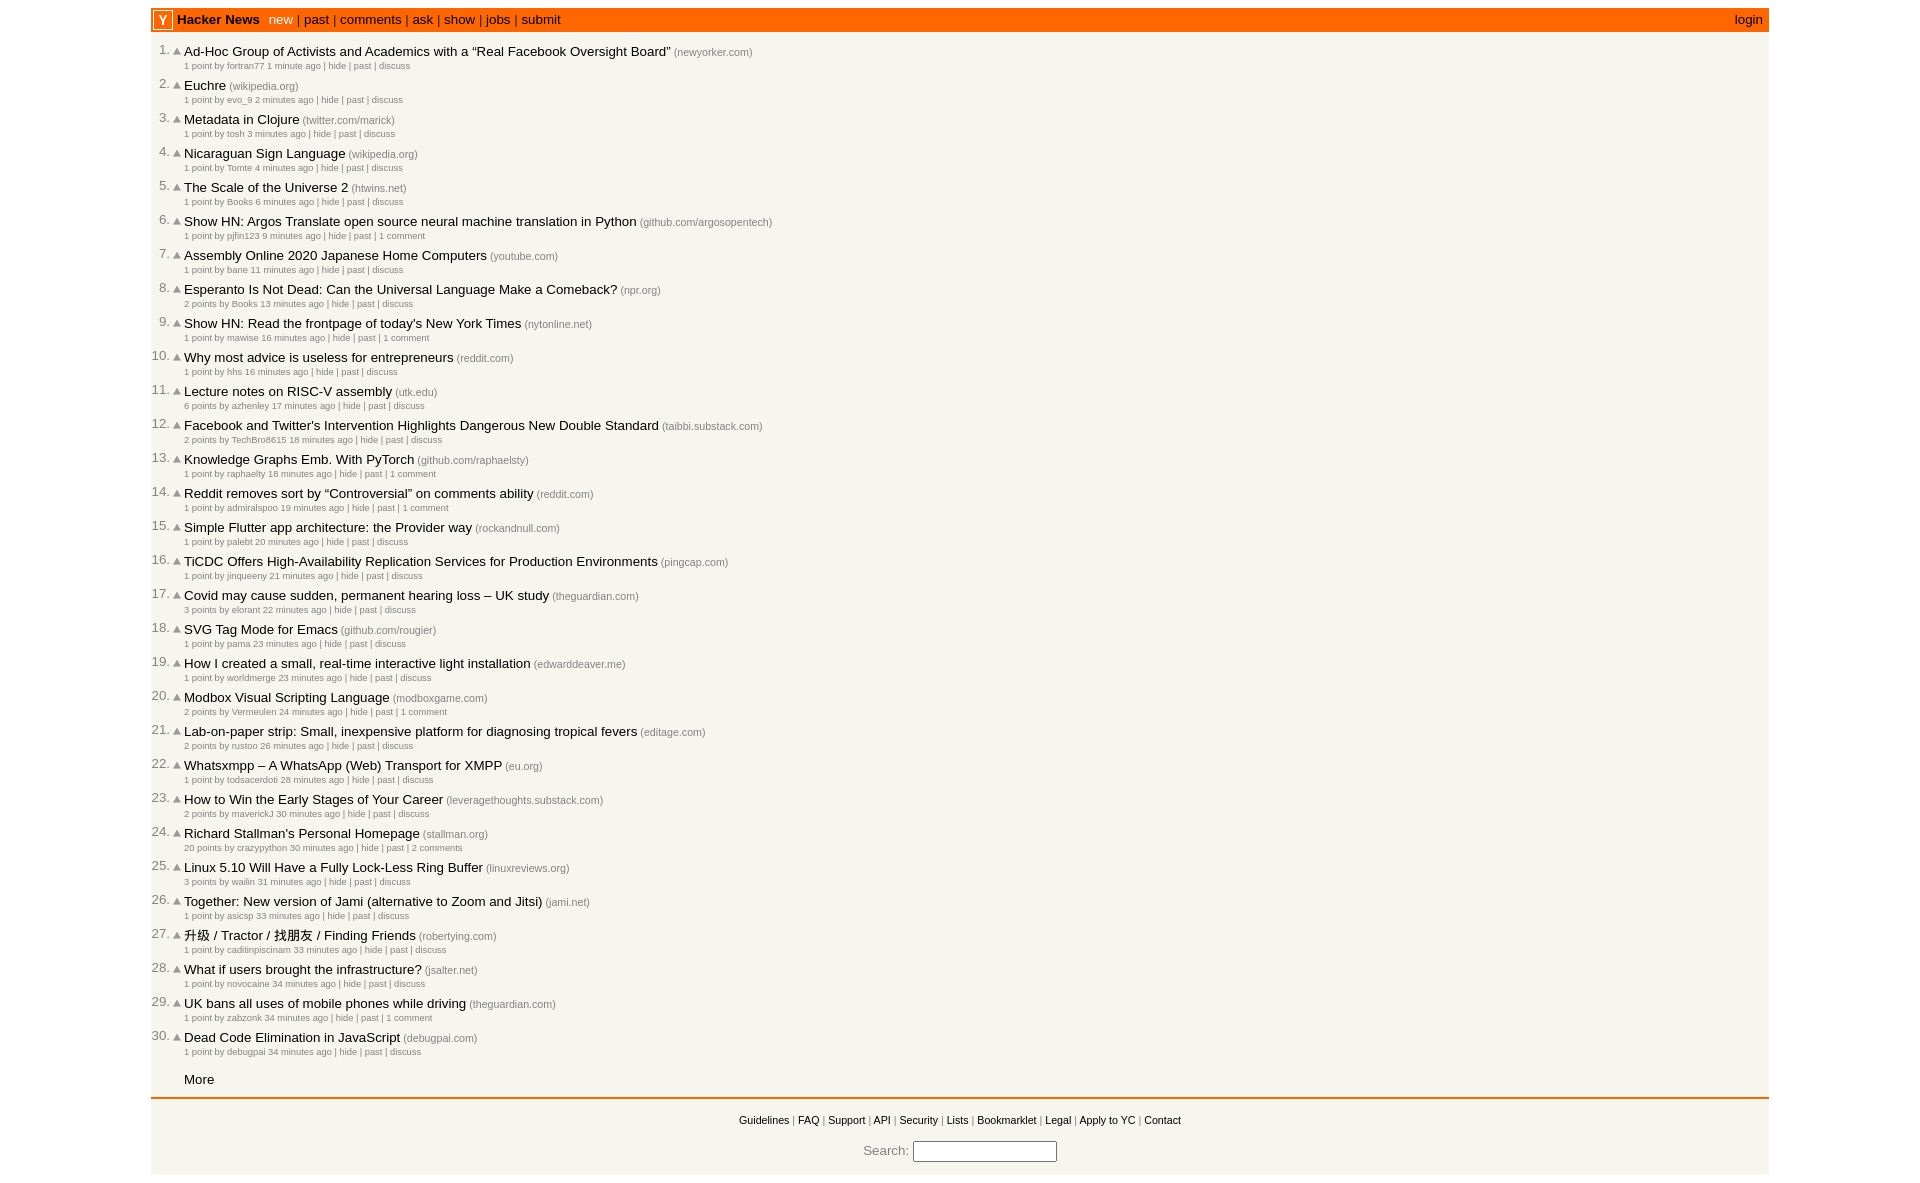 Y Hacker News new | past | comments | ask | show | jobs | submit login
1. Ad-Hoc Group of Activists and Academics with a “Real Facebook Oversight Board” (newyorker.com)
1 point by fortran77 1 minute ago | hide | past | discuss
2. Euchre (wikipedia.org)
1 point by evo_9 2 minutes ago | hide | past | discuss
3. Metadata in Clojure (twitter.com/marick)
1 point by tosh 3 minutes ago | hide | past | discuss
4. Nicaraguan Sign Language (wikipedia.org)
1 point by Tomte 4 minutes ago | hide | past | discuss
5. The Scale of the Universe 2 (htwins.net)
1 point by Books 6 minutes ago | hide | past | discuss
6. Show HN: Argos Translate open source neural machine translation in Python (github.com/argosopentech)
1 point by pjfin123 9 minutes ago | hide | past | 1 comment
7. Assembly Online 2020 Japanese Home Computers (youtube.com)
1 point by bane 11 minutes ago | hide | past | discuss
8. Esperanto Is Not Dead: Can the Universal Language Make a Comeback? (npr.org)
2 points by Books 13 minutes ago | hide | past | discuss
9. Show HN: Read the frontpage of today's New York Times (nytonline.net)
1 point by mawise 16 minutes ago | hide | past | 1 comment
10. Why most advice is useless for entrepreneurs (reddit.com)
1 point by hhs 16 minutes ago | hide | past | discuss
11. Lecture notes on RISC-V assembly (utk.edu)
6 points by azhenley 17 minutes ago | hide | past | discuss
12. Facebook and Twitter's Intervention Highlights Dangerous New Double Standard (taibbi.substack.com)
2 points by TechBro8615 18 minutes ago | hide | past | discuss
13. Knowledge Graphs Emb. With PyTorch (github.com/raphaelsty)
1 point by raphaelty 18 minutes ago | hide | past | 1 comment
14. Reddit removes sort by “Controversial” on comments ability (reddit.com)
1 point by admiralspoo 19 minutes ago | hide | past | 1 comment
15. Simple Flutter app architecture: the Provider way (rockandnull.com)
1 point by palebt 20 minutes ago | hide | past | discuss
16. TiCDC Offers High-Availability Replication Services for Production Environments (pingcap.com)
1 point by jinqueeny 21 minutes ago | hide | past | discuss
17. Covid may cause sudden, permanent hearing loss – UK study (theguardian.com)
3 points by elorant 22 minutes ago | hide | past | discuss
18. SVG Tag Mode for Emacs (github.com/rougier)
1 point by pama 23 minutes ago | hide | past | discuss
19. How I created a small, real-time interactive light installation (edwarddeaver.me)
1 point by worldmerge 23 minutes ago | hide | past | discuss
20. Modbox Visual Scripting Language (modboxgame.com)
2 points by Vermeulen 24 minutes ago | hide | past | 1 comment
21. Lab-on-paper strip: Small, inexpensive platform for diagnosing tropical fevers (editage.com)
2 points by rustoo 26 minutes ago | hide | past | discuss
22. Whatsxmpp – A WhatsApp (Web) Transport for XMPP (eu.org)
1 point by todsacerdoti 28 minutes ago | hide | past | discuss
23. How to Win the Early Stages of Your Career (leveragethoughts.substack.com)
2 points by maverickJ 30 minutes ago | hide | past | discuss
24. Richard Stallman's Personal Homepage (stallman.org)
20 points by crazypython 30 minutes ago | hide | past | 2 comments
25. Linux 5.10 Will Have a Fully Lock-Less Ring Buffer (linuxreviews.org)
3 points by wailin 31 minutes ago | hide | past | discuss
26. Together: New version of Jami (alternative to Zoom and Jitsi) (jami.net)
1 point by asicsp 33 minutes ago | hide | past | discuss
27. 升级 / Tractor / 找朋友 / Finding Friends (robertying.com)
1 point by caditinpiscinam 33 minutes ago | hide | past | discuss
28. What if users brought the infrastructure? (jsalter.net)
1 point by novocaine 34 minutes ago | hide | past | discuss
29. UK bans all uses of mobile phones while driving (theguardian.com)
1 point by zabzonk 34 minutes ago | hide | past | 1 comment
30. Dead Code Elimination in JavaScript (debugpai.com)
1 point by debugpai 34 minutes ago | hide | past | discuss
More
Guidelines | FAQ | Support | API | Security | Lists | Bookmarklet | Legal | Apply to YC | Contact
Search: